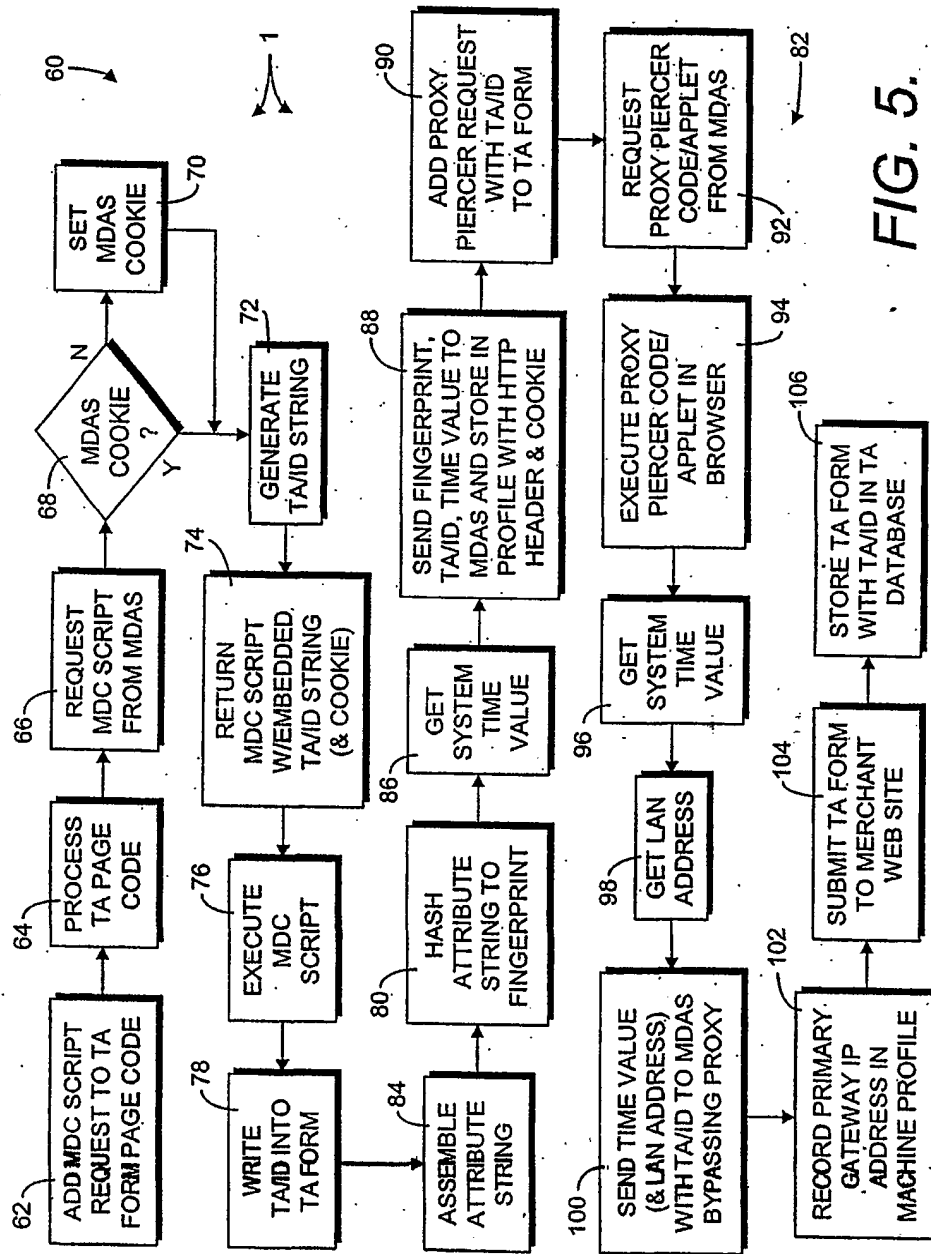 60
1
62
ADD MDC SCRIPT
REQUEST TO TA
FORM PAGE CODE
64
PROCESS
TA PAGE
CODE
66
REQUEST
MDC SCRIPT
FROM MDAS
68
MDAS
COOKIE
?
N
Y
SET
MDAS
COOKIE
70
72
GENERATE
TA/ID STRING
74
RETURN
MDC SCRIPT
W/EMBEDDED
TA/ID STRING
(& COOKIE)
76
EXECUTE
MDC
SCRIPT
78
WRITE
TA/ID INTO
TA FORM
84
ASSEMBLE
ATTRIBUTE
STRING
80
HASH
ATTRIBUTE
STRING TO
FINGERPRINT
86
GET
SYSTEM
TIME
VALUE
88
SEND FINGERPRINT,
TA/ID, TIME VALUE TO
MDAS AND STORE IN
PROFILE WITH HTTP
HEADER & COOKIE
90
ADD PROXY
PIERCER REQUEST
WITH TA/ID
TO TA FORM
REQUEST
PROXY PIERCER
CODE/APPLET
FROM MDAS
92
82
EXECUTE PROXY
PIERCER CODE/
APPLET IN
BROWSER
94
GET
SYSTEM TIME
VALUE
96
GET LAN
ADDRESS
98
SEND TIME VALUE
(& LAN ADDRESS)
WITH TA/ID TO MDAS
BYPASSING PROXY
100
102
RECORD PRIMARY
GATEWAY IP
ADDRESS IN
MACHINE PROFILE
104
SUBMIT TA FORM
TO MERCHANT
WEB SITE
106
STORE TA FORM
WITH TA/ID IN TA
DATABASE
FIG. 5.